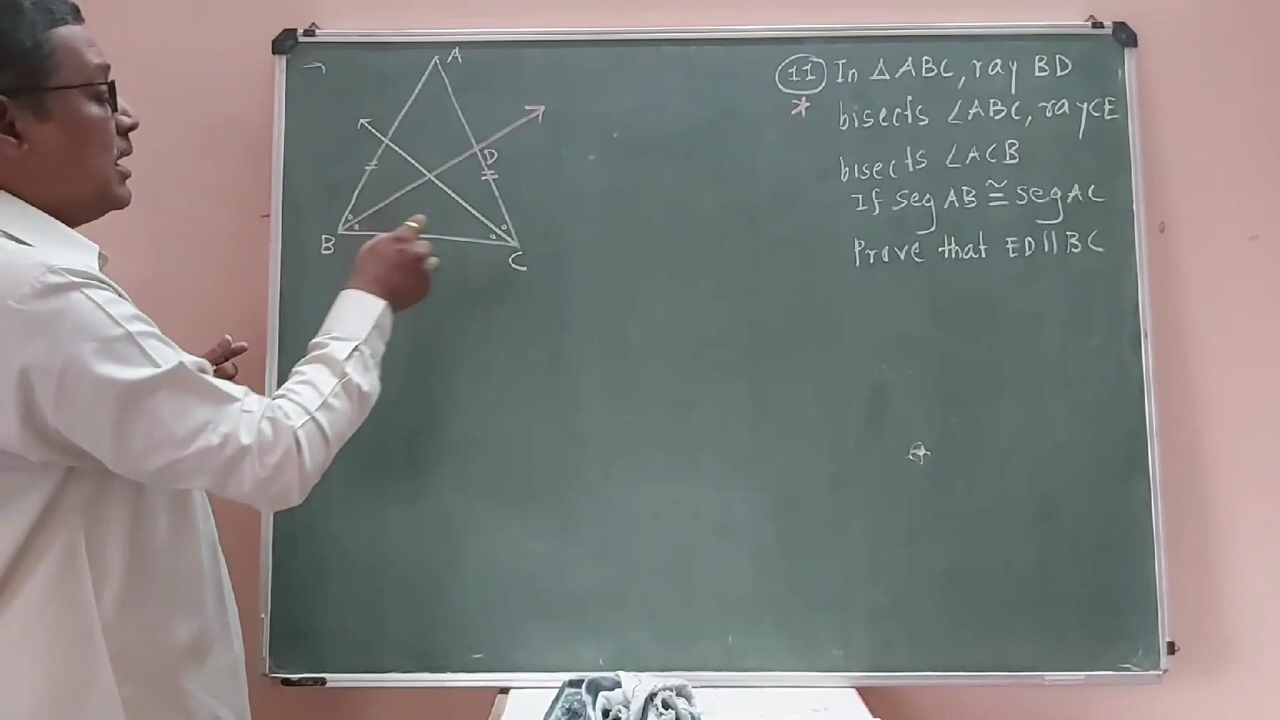 A
D
B
C
11 In △ABC, ray BD
* bisects ∠ABC, ray CE
bisects ∠ACB
If seg AB ≅ seg AC
Prove that ED || BC